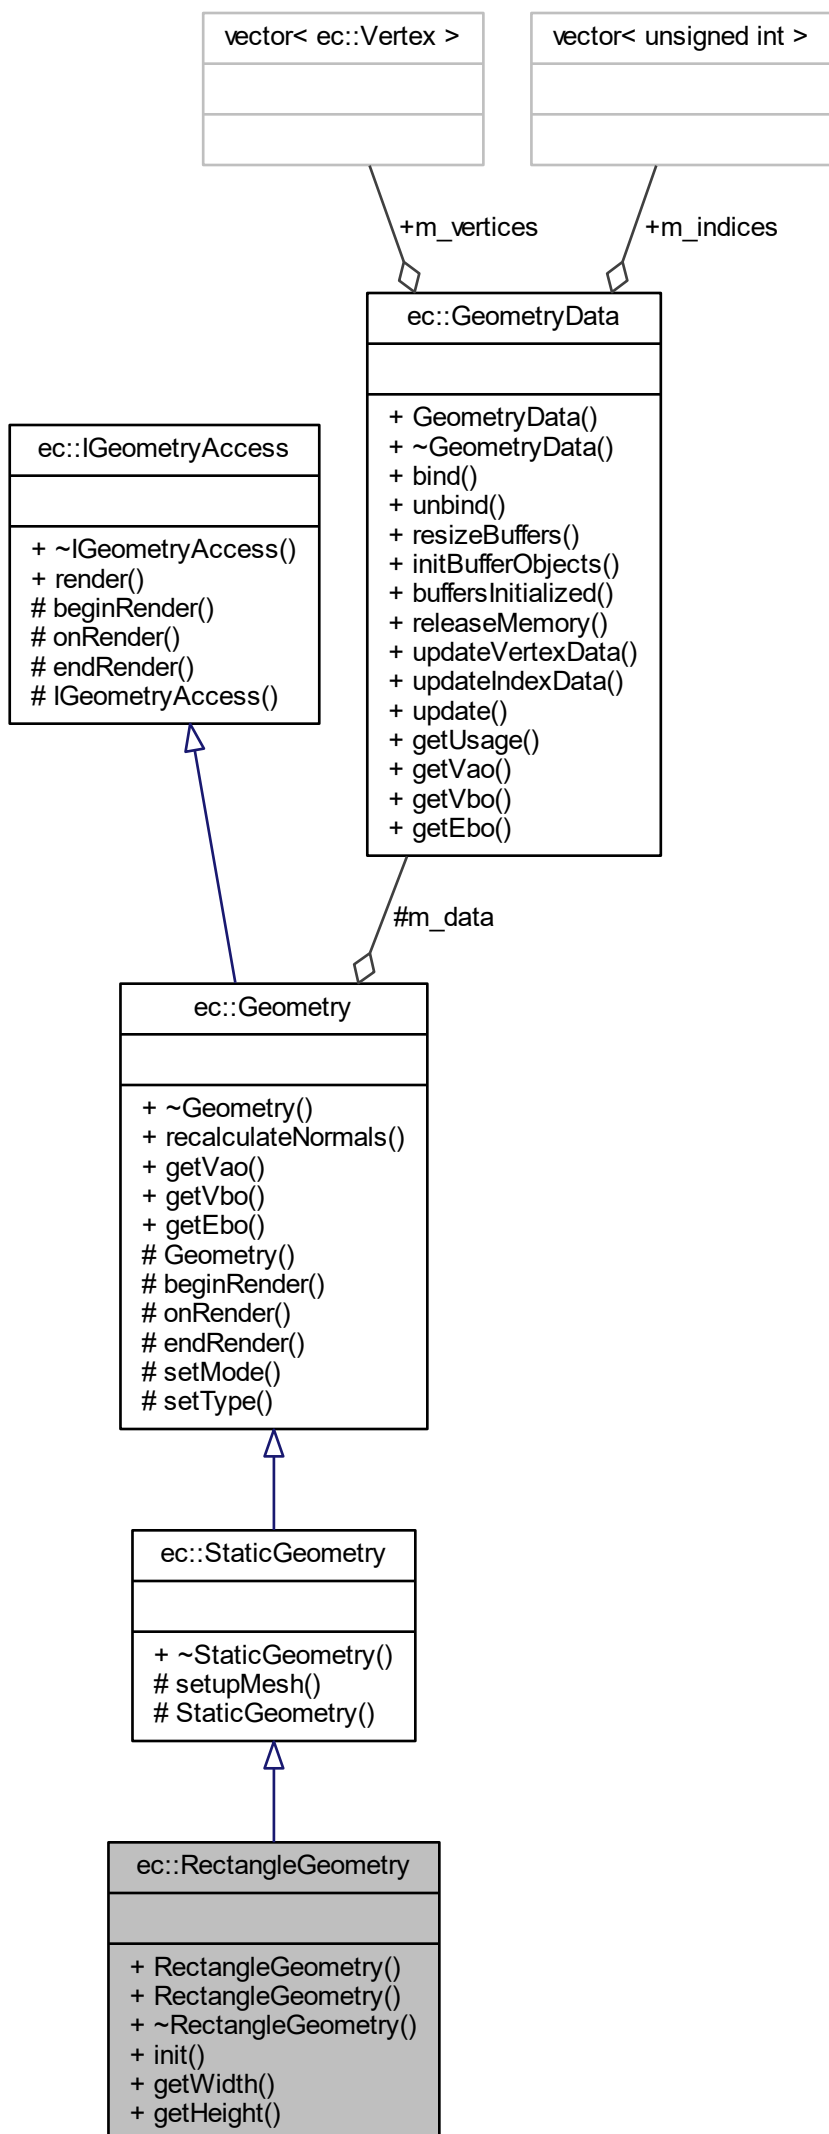 vector< ec::Vertex >
vector< unsigned int >
+m_vertices
+m_indices
ec::GeometryData
+ GeometryData()
+ ~GeometryData()
+ bind()
+ unbind()
+ resizeBuffers()
+ initBufferObjects()
+ buffersInitialized()
+ releaseMemory()
+ updateVertexData()
+ updateIndexData()
+ update()
+ getUsage()
+ getVao()
+ getVbo()
+ getEbo()
ec::IGeometryAccess
+ ~IGeometryAccess()
+ render()
# beginRender()
# onRender()
# endRender()
# IGeometryAccess()
#m_data
ec::Geometry
+ ~Geometry()
+ recalculateNormals()
+ getVao()
+ getVbo()
+ getEbo()
# Geometry()
# beginRender()
# onRender()
# endRender()
# setMode()
# setType()
ec::StaticGeometry
+ ~StaticGeometry()
# setupMesh()
# StaticGeometry()
ec::RectangleGeometry
+ RectangleGeometry()
+ RectangleGeometry()
+ ~RectangleGeometry()
+ init()
+ getWidth()
+ getHeight()